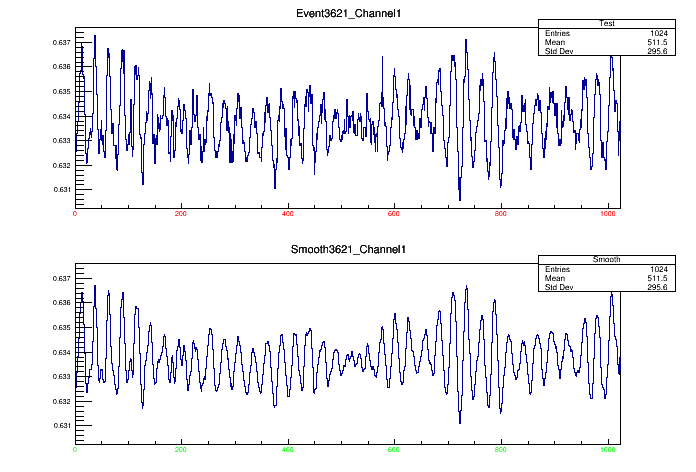 Event3621_Channel1
Test
Entries 1024
Mean 511.5
Std Dev 295.6
0.637
0.636
0.635
0.634
0.633
0.632
0.631
0 200 400 600 800 1000
Smooth3621_Channel1
Smooth
Entries 1024
Mean 511.5
Std Dev 295.6
0.637
0.636
0.635
0.634
0.633
0.632
0.631
0 200 400 600 800 1000